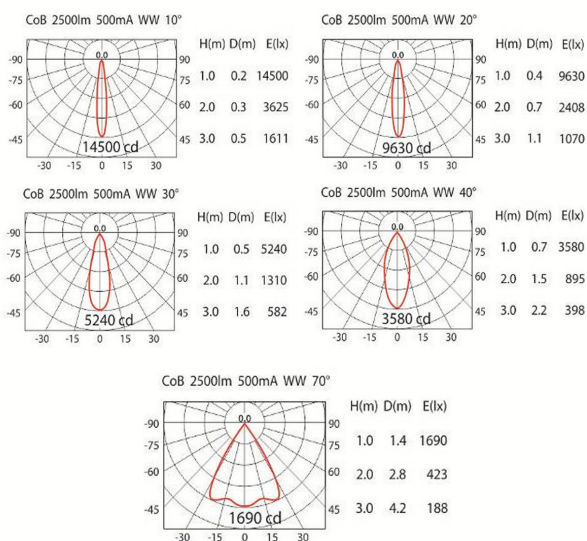 CoB 2500lm 500mA WW 10°
H(m) D(m) E(lx)
0.0
-90 90
1.0 0.2 14500
-75 75
-60 60
2.0 0.3 3625
-45 45
3.0 0.5 1611
14500 cd
-30 -15 0 15 30
CoB 2500lm 500mA WW 20°
H(m) D(m) E(lx)
0.0
-90 90
1.0 0.4 9630
-75 75
-60 60
2.0 0.7 2408
-45 45
3.0 1.1 1070
9630 cd
-30 -15 0 15 30
CoB 2500lm 500mA WW 30°
H(m) D(m) E(lx)
0.0
-90 90
1.0 0.5 5240
-75 75
-60 60
2.0 1.1 1310
-45 45
3.0 1.6 582
5240 cd
-30 -15 0 15 30
CoB 2500lm 500mA WW 40°
H(m) D(m) E(lx)
0.0
-90 90
1.0 0.7 3580
-75 75
-60 60
2.0 1.5 895
-45 45
3.0 2.2 398
3580 cd
-30 -15 0 15 30
CoB 2500lm 500mA WW 70°
H(m) D(m) E(lx)
0.0
-90 90
1.0 1.4 1690
-75 75
-60 60
2.0 2.8 423
-45 45
3.0 4.2 188
1690 cd
-30 -15 0 15 30